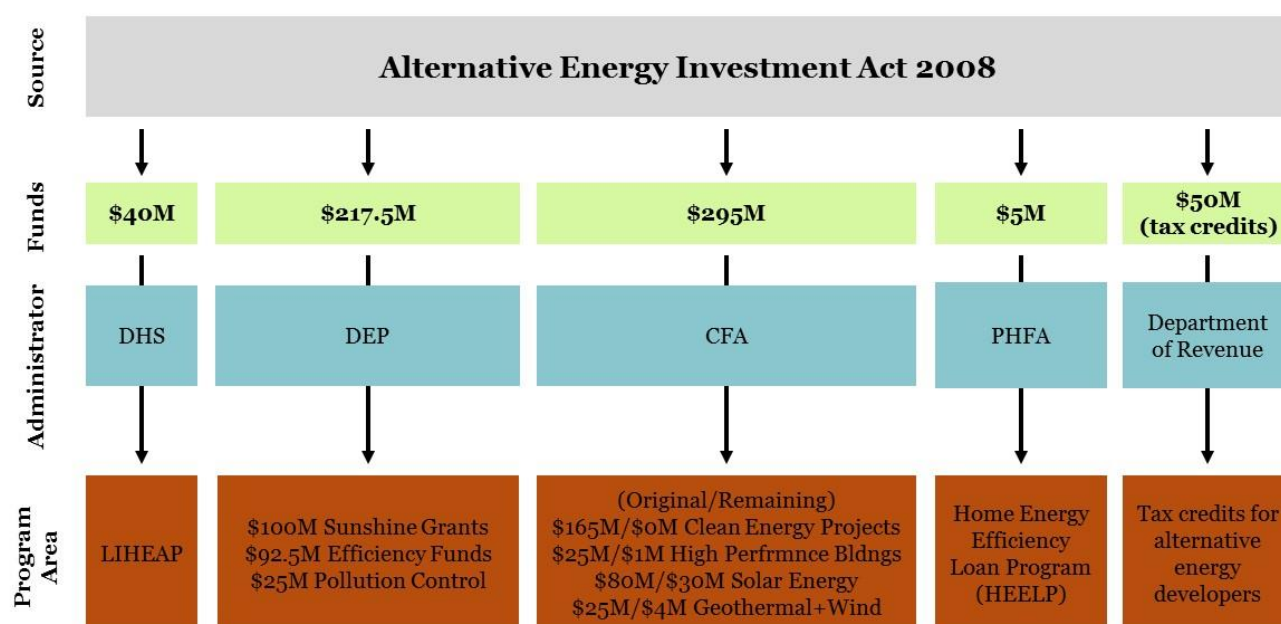 Source
Alternative Energy Investment Act 2008
Funds
$40M
$217.5M
$295M
$5M
$50M
(tax credits)
Administrator
DHS
DEP
CFA
PHFA
Department
of Revenue
Program
Area
LIHEAP
$100M Sunshine Grants
$92.5M Efficiency Funds
$25M Pollution Control
(Original/Remaining)
$165M/$0M Clean Energy Projects
$25M/$1M High Perfrmnce Bldngs
$80M/$30M Solar Energy
$25M/$4M Geothermal+Wind
Home Energy
Efficiency
Loan Program
(HEELP)
Tax credits for
alternative
energy
developers